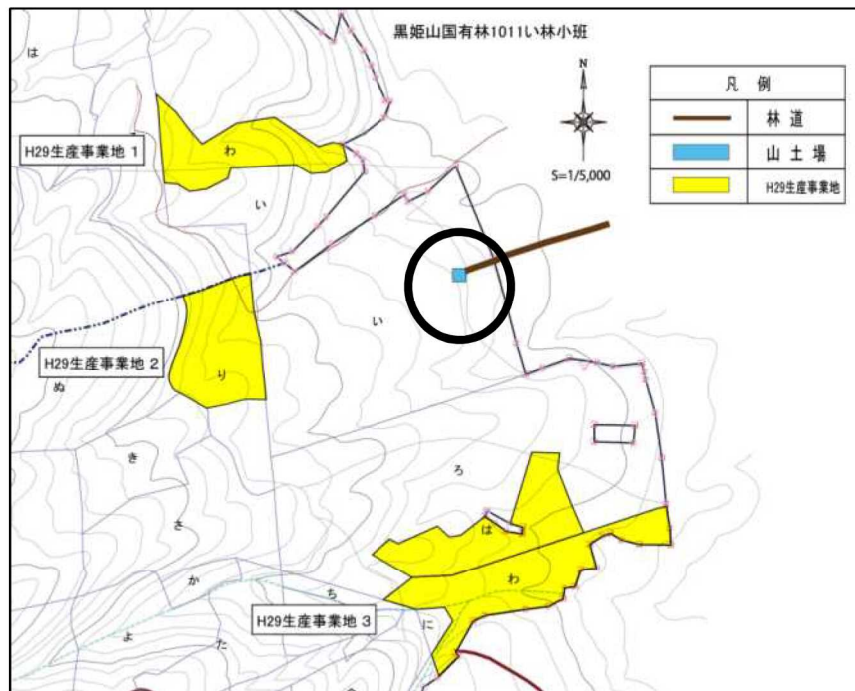 黒姫山国有林1011い林小班
は
N
凡 例
林 道
S=1/5,000
山土場
H29生産事業地
H29生産事業地 1
わ
い
い
H29生産事業地 2
り
ぬ
き
ろ
さ
は
か
ち
わ
H29生産事業地 3
に
よ
た